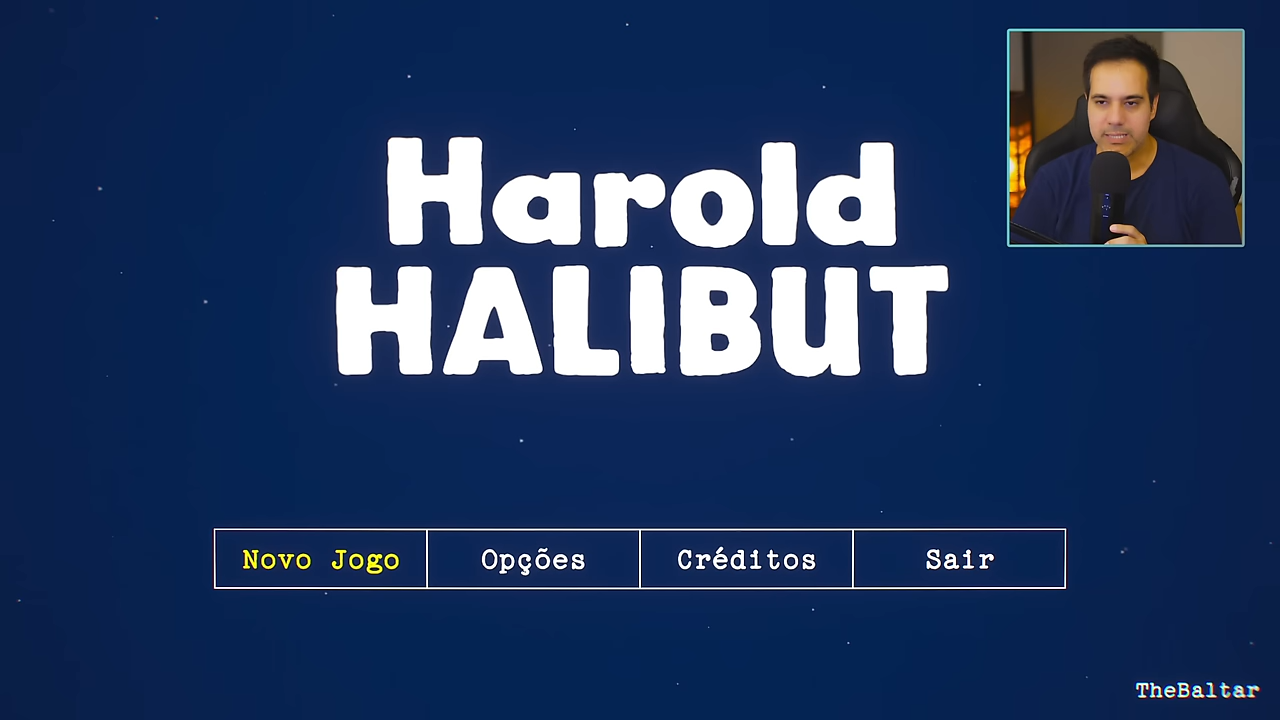 Harold
HALIBUT
Novo Jogo
Opções
Créditos
Sair
TheBaltar